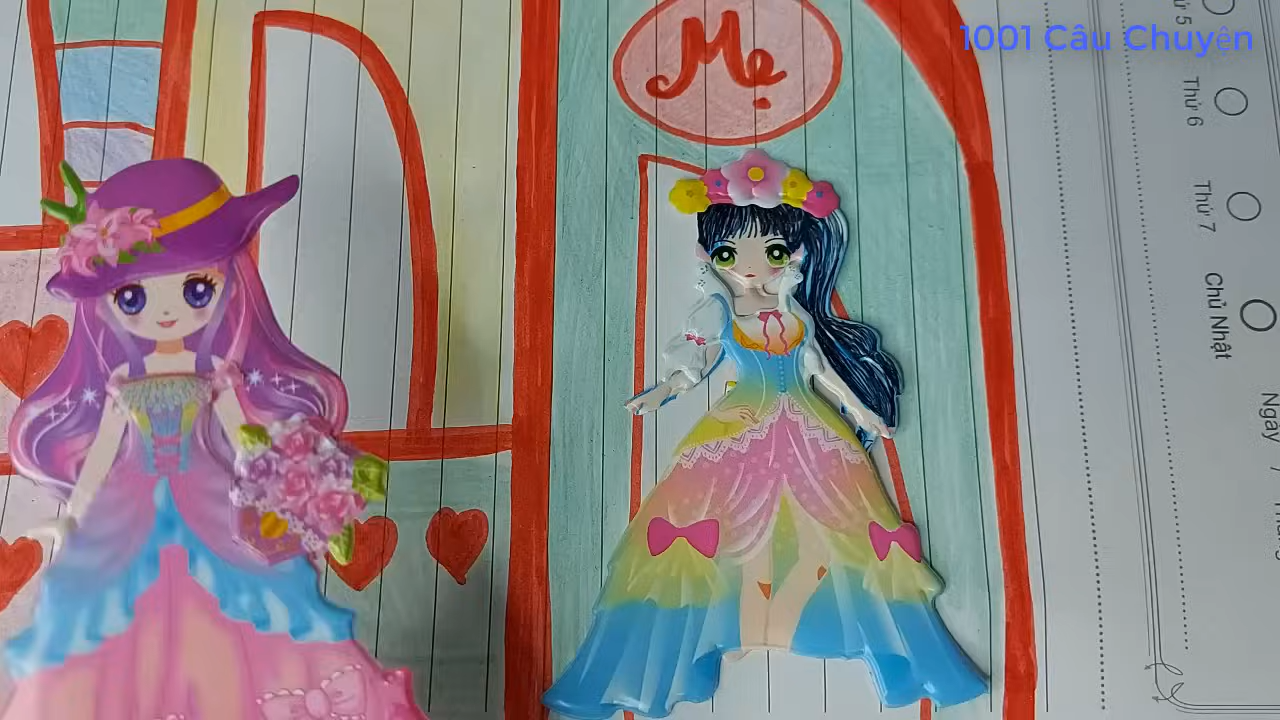 1001 Câu Chuyện
Mẹ
Thứ 5
Thứ 6
Thứ 7
Chủ Nhật
Ngày